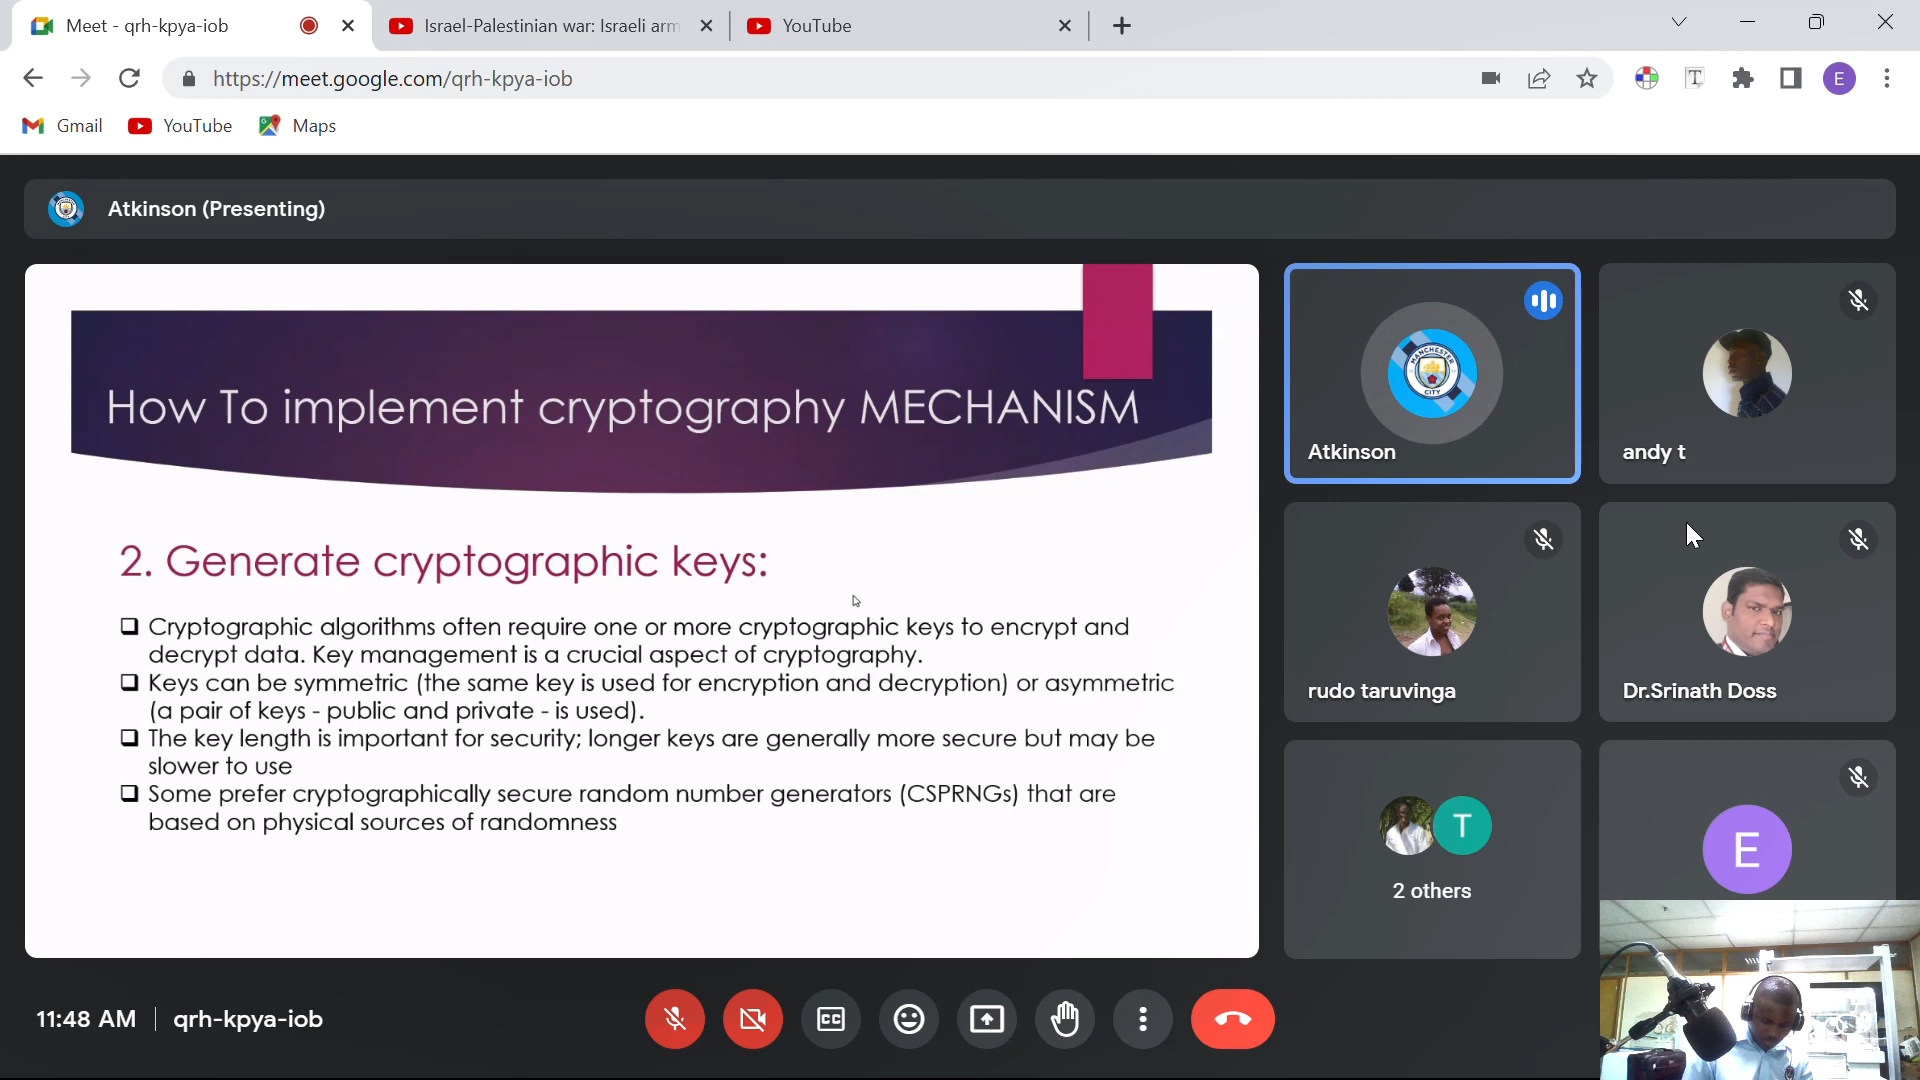 Meet - qrh-kpya-iob
Israel-Palestinian war: Israeli arm
YouTube
https://meet.google.com/qrh-kpya-iob
E
Gmail
YouTube
Maps
Atkinson (Presenting)
How To implement cryptography MECHANISM
2. Generate cryptographic keys:
❑ Cryptographic algorithms often require one or more cryptographic keys to encrypt and
decrypt data. Key management is a crucial aspect of cryptography.
❑ Keys can be symmetric (the same key is used for encryption and decryption) or asymmetric
(a pair of keys - public and private - is used).
❑ The key length is important for security; longer keys are generally more secure but may be
slower to use
❑ Some prefer cryptographically secure random number generators (CSPRNGs) that are
based on physical sources of randomness
MANCHESTER
CITY
Atkinson
andy t
rudo taruvinga
Dr.Srinath Doss
T
2 others
E
11:48 AM
qrh-kpya-iob
CC